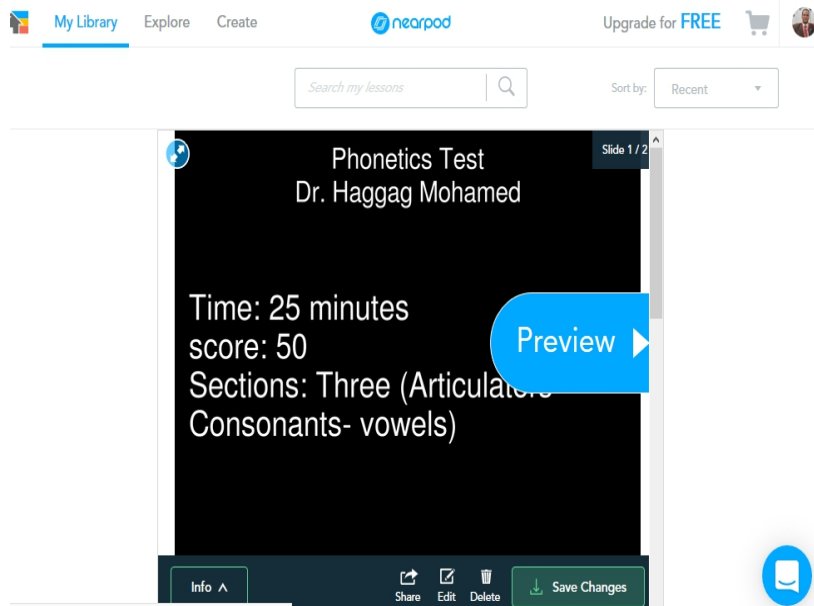 My Library Explore Create nearpod Upgrade for FREE
Search my lessons Sort by: Recent
Slide 1 / 2
Phonetics Test
Dr. Haggag Mohamed
Time: 25 minutes
score: 50
Preview
Sections: Three (Articulators
Consonants- vowels)
Info
Share Edit Delete Save Changes